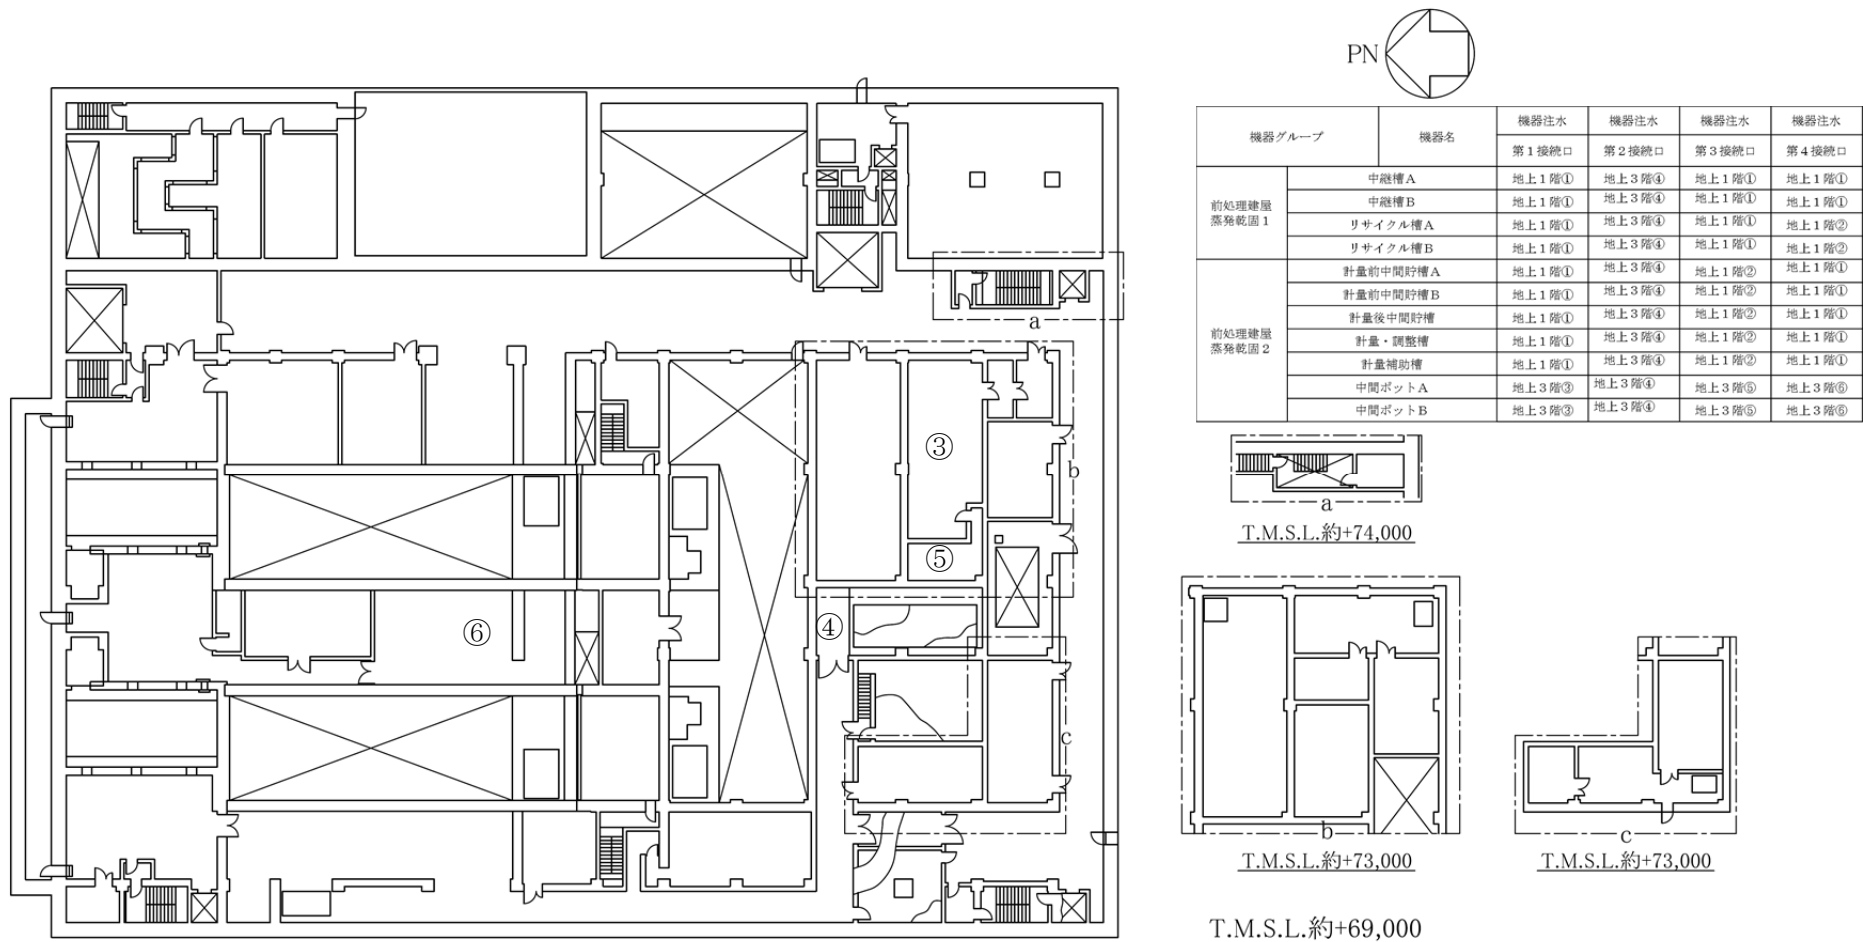 PN
機器グループ 機器名 機器注水 機器注水 機器注水 機器注水
第1接続口 第2接続口 第3接続口 第4接続口
前処理建屋
蒸発乾固1
中継槽A 地上1階① 地上3階④ 地上1階① 地上1階①
中継槽B 地上1階① 地上3階④ 地上1階① 地上1階①
リサイクル槽A 地上1階① 地上3階④ 地上1階① 地上1階②
リサイクル槽B 地上1階① 地上3階④ 地上1階① 地上1階②
前処理建屋
蒸発乾固2
計量前中間貯槽A 地上1階① 地上3階④ 地上1階② 地上1階①
計量前中間貯槽B 地上1階① 地上3階④ 地上1階② 地上1階①
計量後中間貯槽 地上1階① 地上3階④ 地上1階② 地上1階①
計量・調整槽 地上1階① 地上3階④ 地上1階② 地上1階①
計量補助槽 地上1階① 地上3階④ 地上1階② 地上1階①
中間ポットA 地上3階③ 地上3階④ 地上3階⑤ 地上3階⑥
中間ポットB 地上3階③ 地上3階④ 地上3階⑤ 地上3階⑥
a
③
b
⑤
④
⑥
c
a
T.M.S.L.約+74,000
b
T.M.S.L.約+73,000
c
T.M.S.L.約+73,000
T.M.S.L.約+69,000